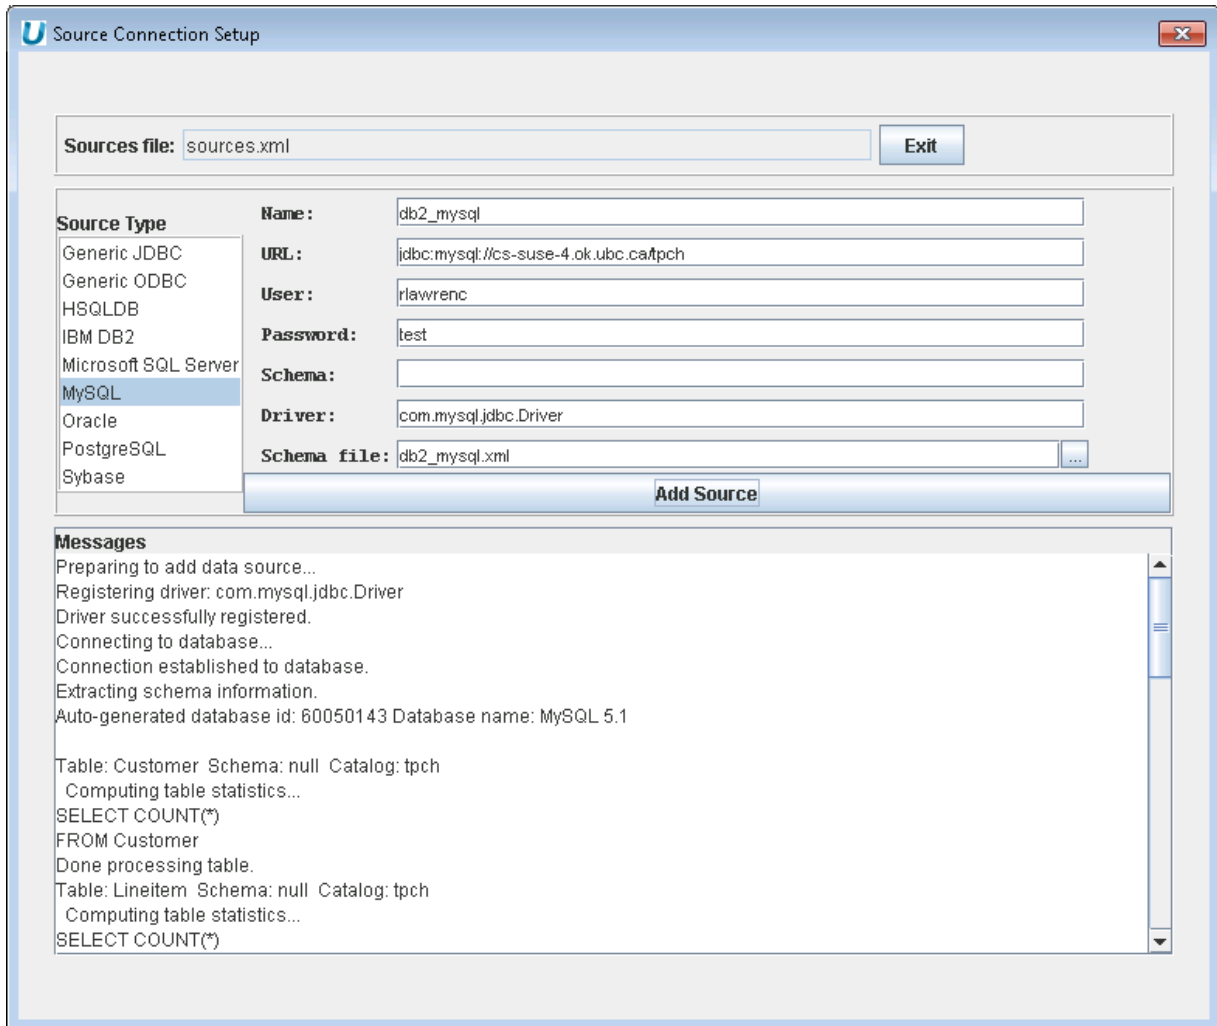 Source Connection Setup
Sources file: sources.xml Exit
Source Type
Generic JDBC
Generic ODBC
HSQLDB
IBM DB2
Microsoft SQL Server
MySQL
Oracle
PostgreSQL
Sybase
Name: db2_mysql
URL: jdbc:mysql://cs-suse-4.ok.ubc.ca/tpch
User: rlawrenc
Password: test
Schema:
Driver: com.mysql.jdbc.Driver
Schema file: db2_mysql.xml ...
Add Source
Messages
Preparing to add data source...
Registering driver: com.mysql.jdbc.Driver
Driver successfully registered.
Connecting to database...
Connection established to database.
Extracting schema information.
Auto-generated database id: 60050143 Database name: MySQL 5.1
Table: Customer Schema: null Catalog: tpch
Computing table statistics...
SELECT COUNT(*)
FROM Customer
Done processing table.
Table: Lineitem Schema: null Catalog: tpch
Computing table statistics...
SELECT COUNT(*)